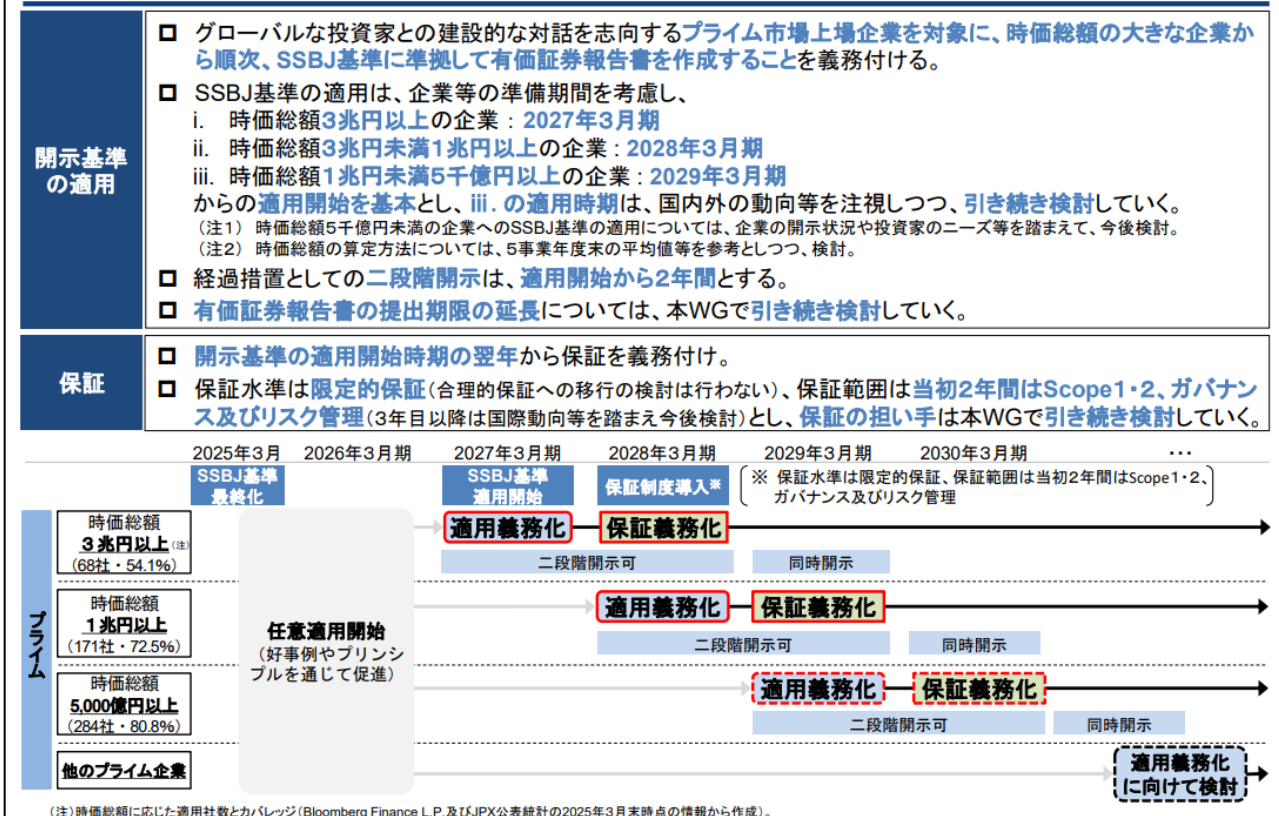 開示基準
の適用
グローバルな投資家との建設的な対話を志向するプライム市場上場企業を対象に、時価総額の大きな企業か
ら順次、SSBJ基準に準拠して有価証券報告書を作成することを義務付ける。
SSBJ基準の適用は、企業等の準備期間を考慮し、
i. 時価総額3兆円以上の企業：2027年3月期
ii. 時価総額3兆円未満1兆円以上の企業：2028年3月期
iii. 時価総額1兆円未満5千億円以上の企業：2029年3月期
からの適用開始を基本とし、iii．の適用時期は、国内外の動向等を注視しつつ、引き続き検討していく。
（注1） 時価総額5千億円未満の企業へのSSBJ基準の適用については、企業の開示状況や投資家のニーズ等を踏まえて、今後検討。
（注2） 時価総額の算定方法については、5事業年度末の平均値等を参考としつつ、検討。
経過措置としての二段階開示は、適用開始から2年間とする。
有価証券報告書の提出期限の延長については、本WGで引き続き検討していく。
保証
開示基準の適用開始時期の翌年から保証を義務付け。
保証水準は限定的保証（合理的保証への移行の検討は行わない）、保証範囲は当初2年間はScope1・2、ガバナン
ス及びリスク管理（3年目以降は国際動向等を踏まえ今後検討）とし、保証の担い手は本WGで引き続き検討していく。
2025年3月 2026年3月期 2027年3月期 2028年3月期 2029年3月期 2030年3月期 ・・・
SSBJ基準
最終化
SSBJ基準
適用開始
保証制度導入※
※ 保証水準は限定的保証、保証範囲は当初2年間はScope1・2、
ガバナンス及びリスク管理
プライム
時価総額
3兆円以上（注）
（68社・54.1%）
適用義務化 保証義務化
二段階開示可 同時開示
時価総額
1兆円以上
（171社・72.5%）
任意適用開始
（好事例やプリンシ
プルを通じて促進）
適用義務化 保証義務化
二段階開示可 同時開示
時価総額
5,000億円以上
（284社・80.8%）
適用義務化 保証義務化
二段階開示可 同時開示
他のプライム企業
適用義務化
に向けて検討
（注）時価総額に応じた適用社数とカバレッジ（Bloomberg Finance L.P.及びJPX公表統計の2025年3月末時点の情報から作成）。